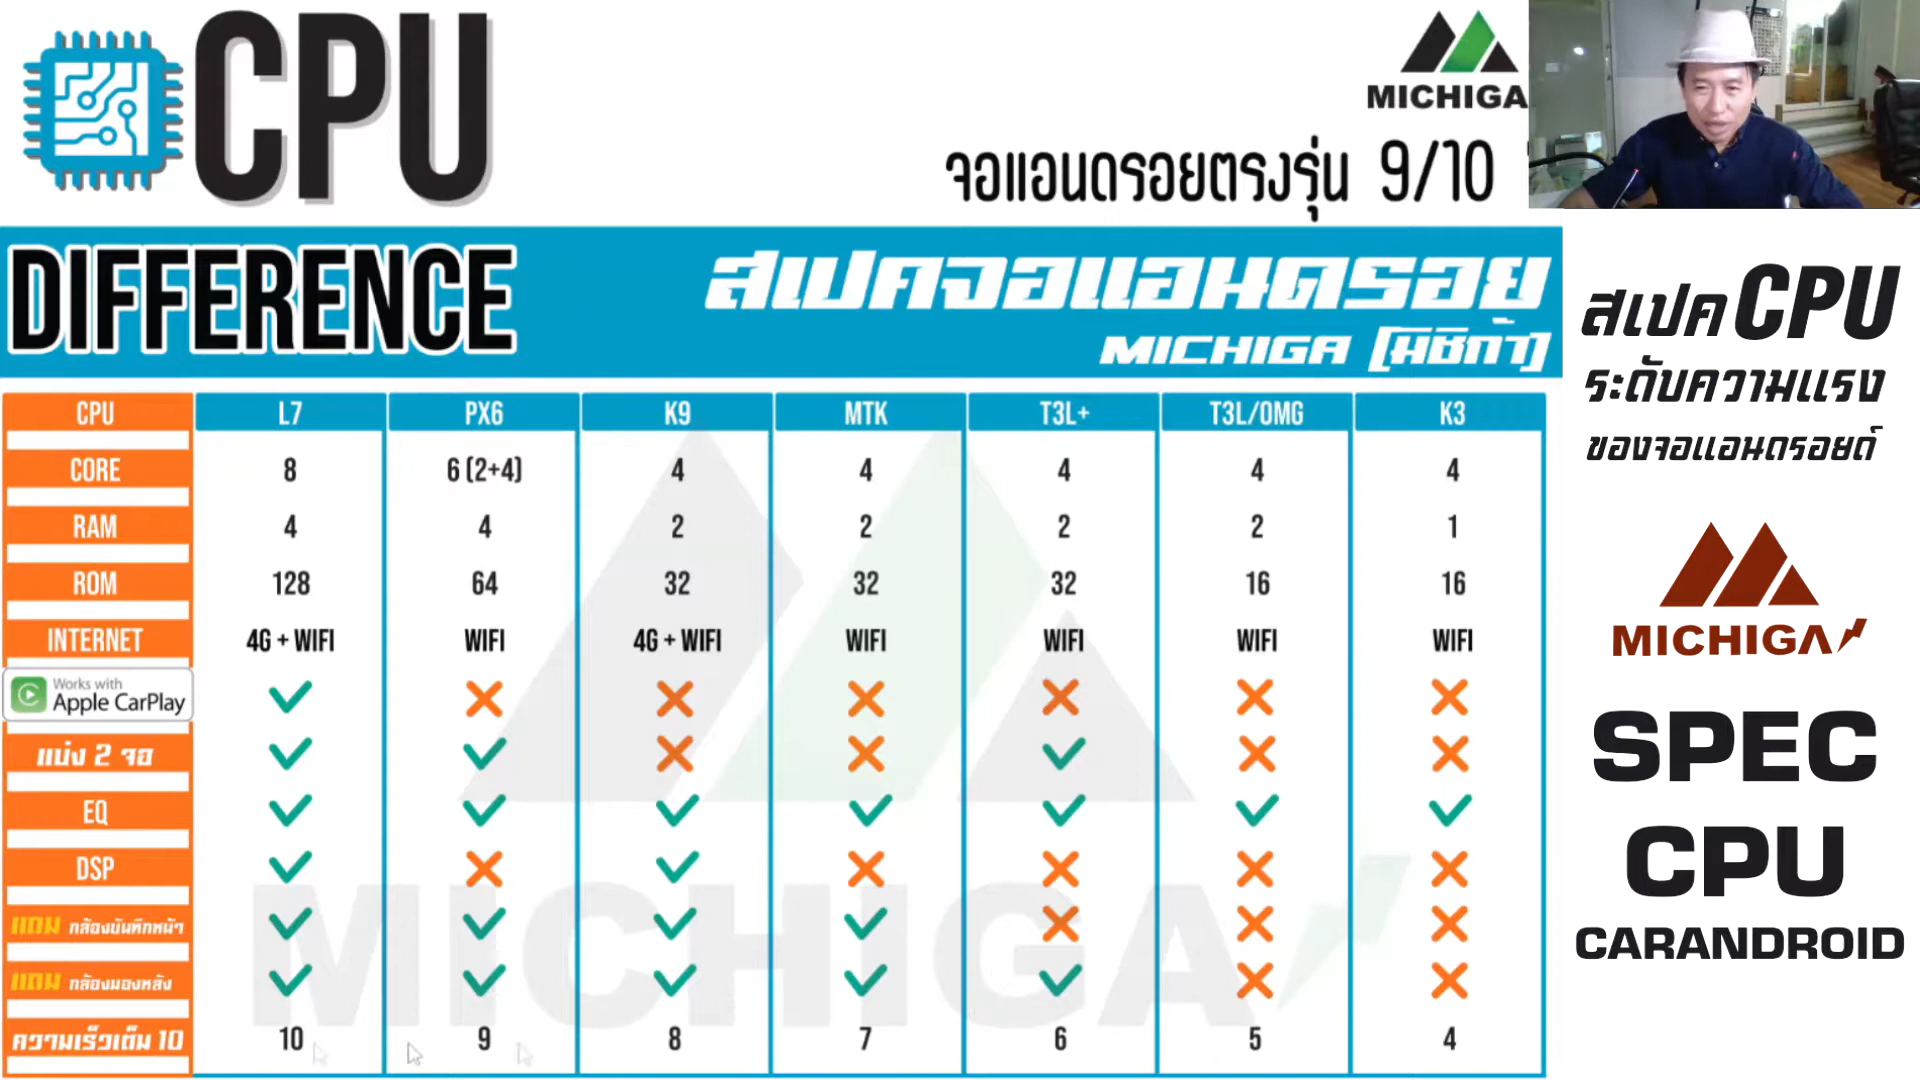 CPU
MICHIGA
จอแอนดรอยตรงรุ่น 9/10
DIFFERENCE
สเปคจอแอนดรอย
MICHIGA [มิชิก้า]
CPU L7 PX6 K9 MTK T3L+ T3L/OMG K3
CORE 8 6 (2+4) 4 4 4 4 4
RAM 4 4 2 2 2 2 1
ROM 128 64 32 32 32 16 16
INTERNET 4G + WIFI WIFI 4G + WIFI WIFI WIFI WIFI WIFI
Works with
Apple CarPlay
แบ่ง 2 จอ
EQ
DSP
แถม กล้องบันทึกหน้า
แถม กล้องมองหลัง
ความเร็วเต็ม 10 10 9 8 7 6 5 4
MICHIGA
สเปค CPU
ระดับความแรง
ของจอแอนดรอยด์
MICHIGA
SPEC
CPU
CARANDROID